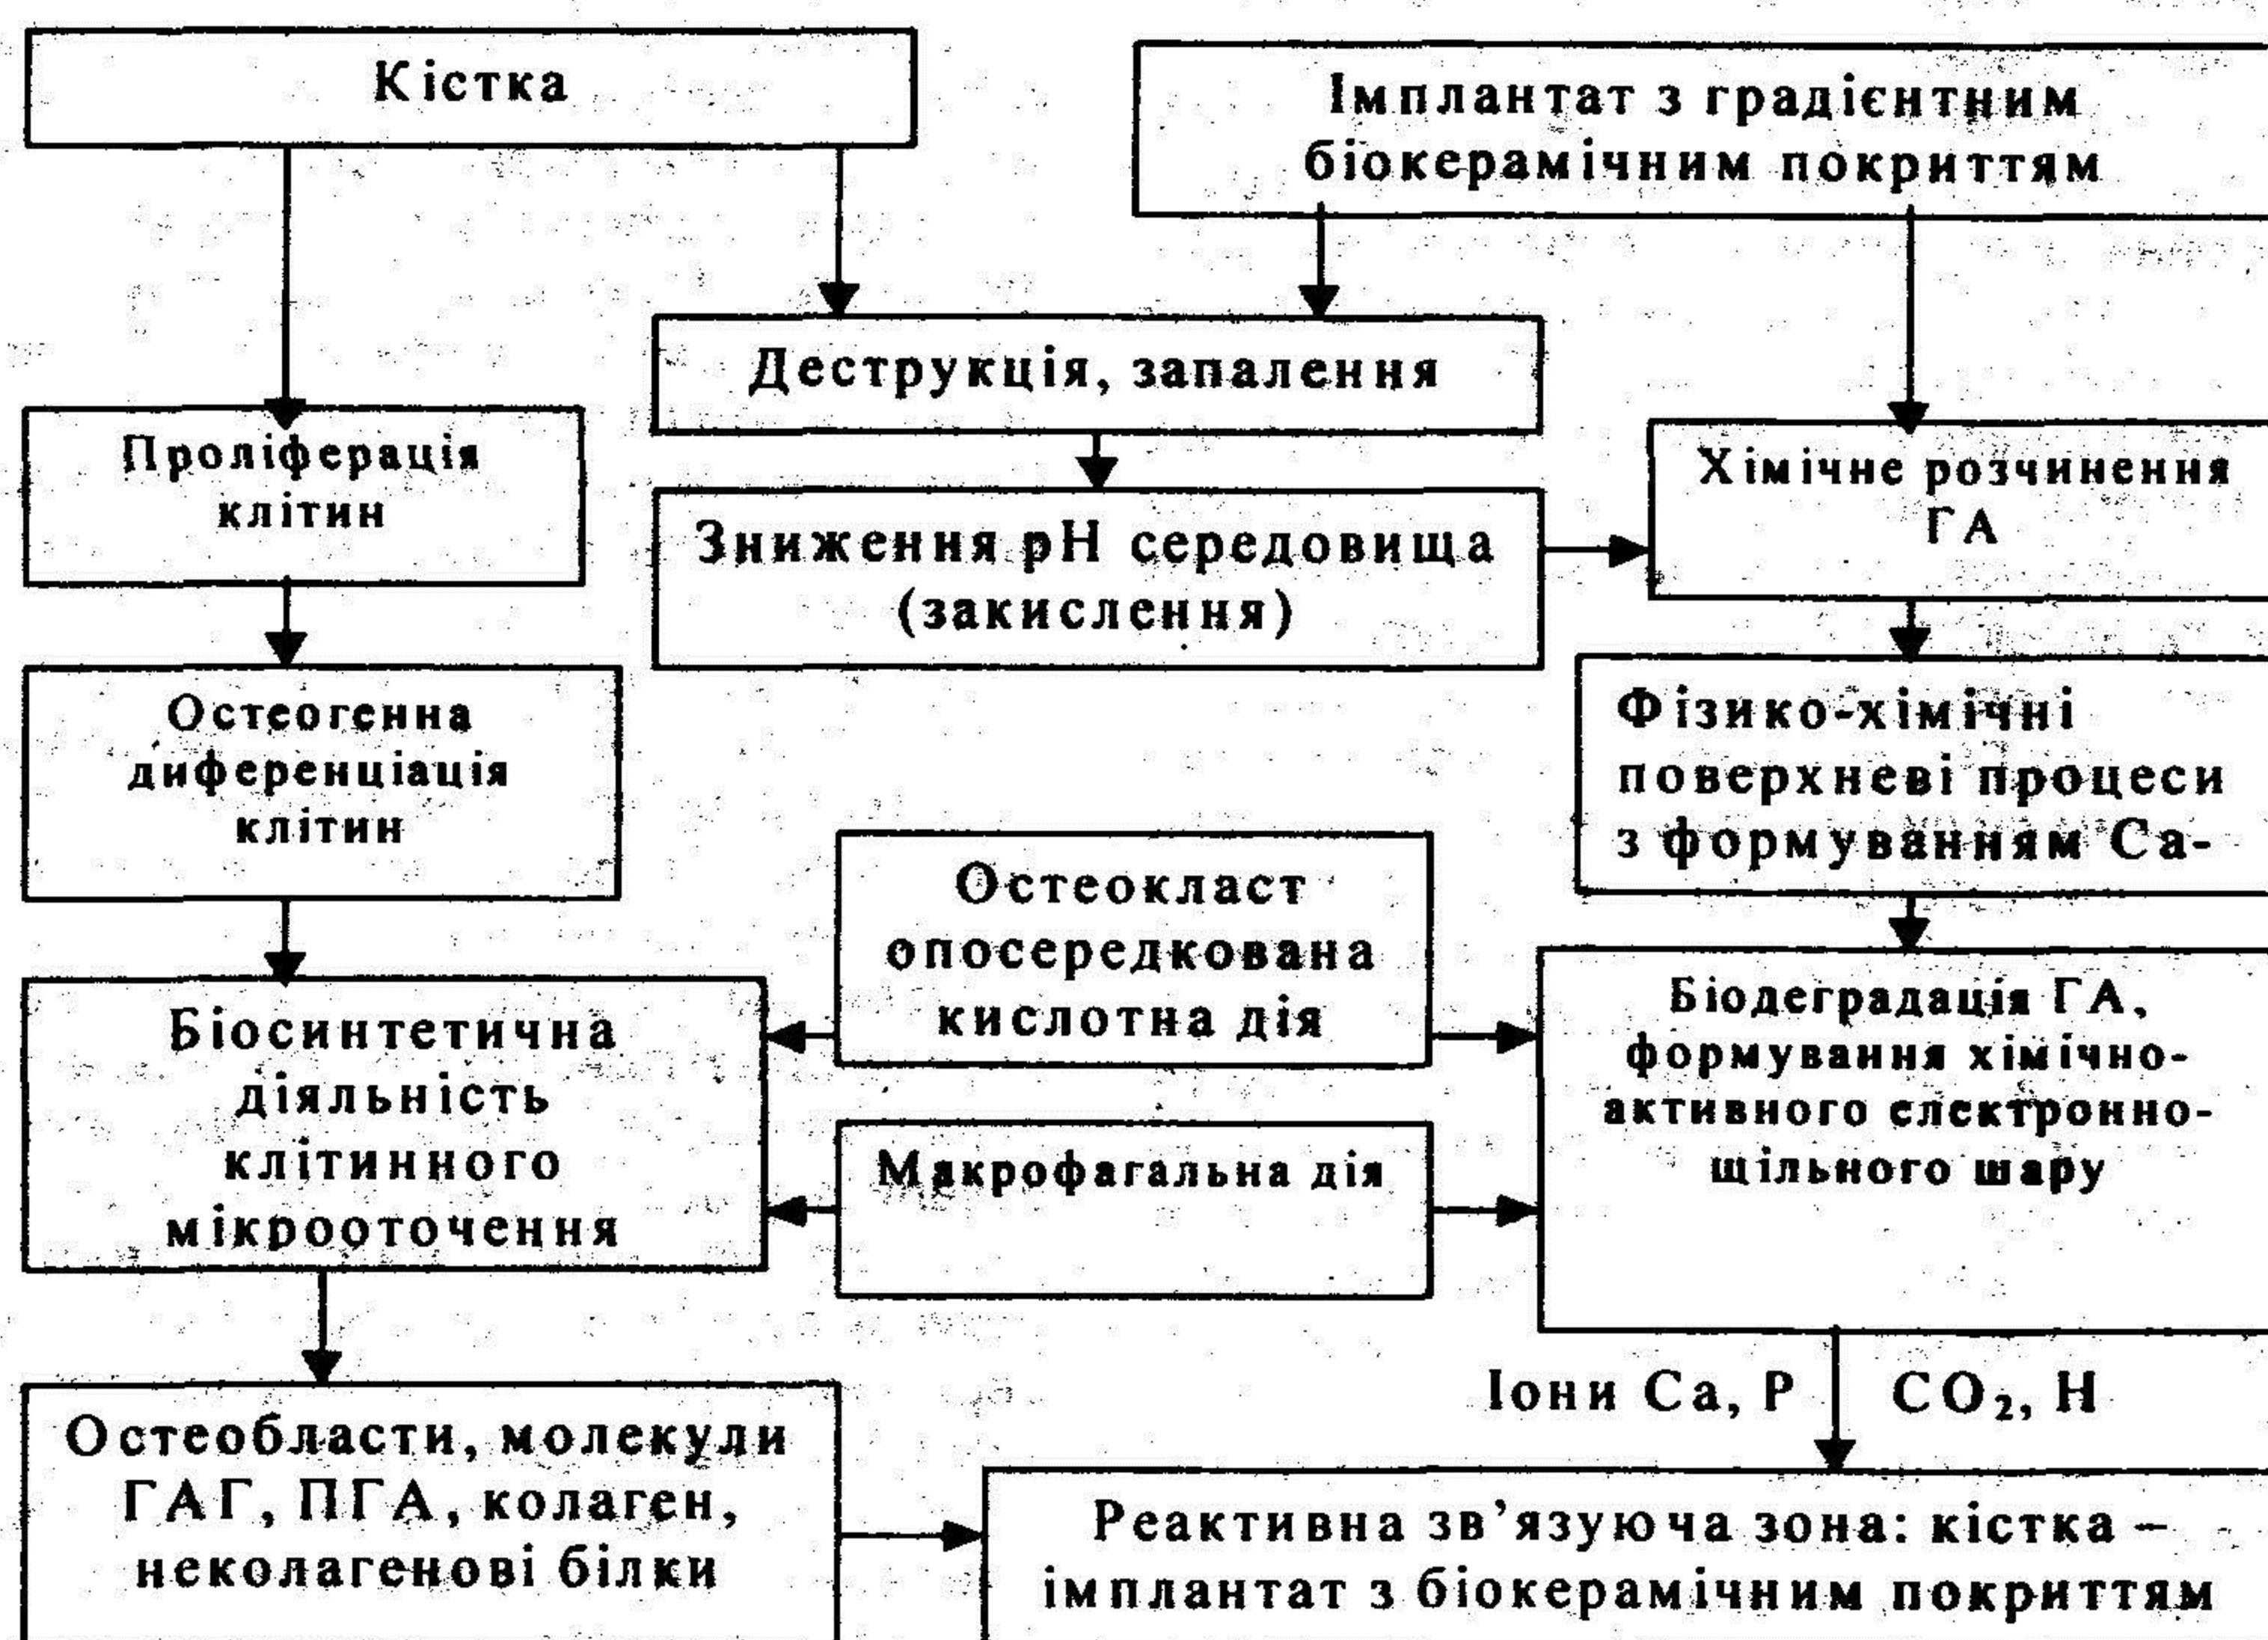 Кістка
Імплантат з градієнтним
біокерамічним покриттям
Деструкція, запалення
Проліферація
клітин
Зниження рН середовища
(закислення)
Хімічне розчинення
ГА
Остеогенна
диференціація
клітин
Фізико-хімічні
поверхневі процеси
з формуванням Са-
Остеокласт
опосередкована
кислотна дія
Біосинтетична
діяльність
клітинного
мікрооточення
Макрофагальна дія
Біодеградація ГА,
формування хімічно-
активного електронно-
щільного шару
Іони Са, Р
CO₂, Н
Остеобласти, молекули
ГАГ, ПГА, колаген,
неколагенові білки
Реактивна зв'язуюча зона: кістка –
імплантат з біокерамічним покриттям